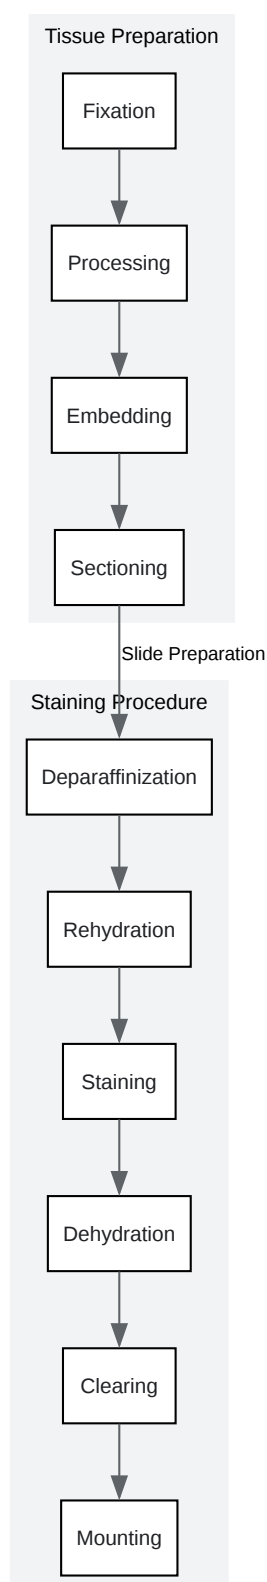 Tissue Preparation
Fixation
Processing
Embedding
Sectioning
Slide Preparation
Staining Procedure
Deparaffinization
Rehydration
Staining
Dehydration
Clearing
Mounting